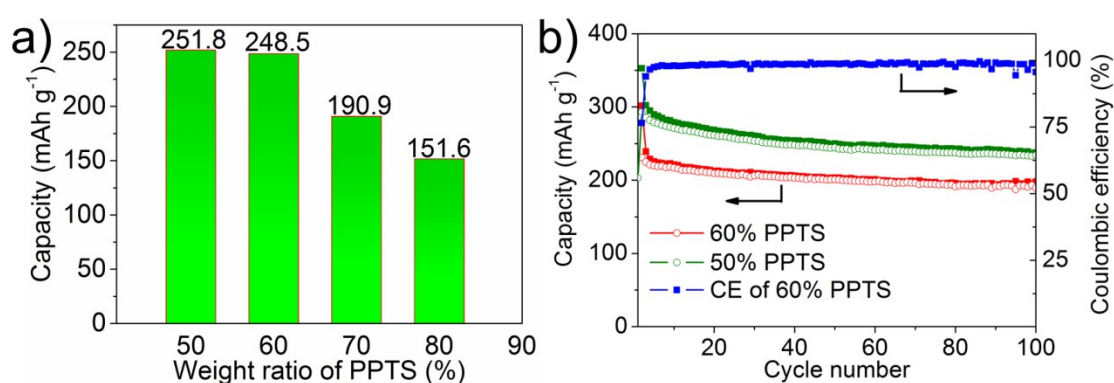 a)
Capacity (mAh g⁻¹)
250
200
150
100
50
0
251.8
248.5
190.9
151.6
50 60 70 80 90
Weight ratio of PPTS (%)
b)
Capacity (mAh g⁻¹)
400
300
200
100
400
0
60% PPTS
50% PPTS
CE of 60% PPTS
20 40 60 80 100
Cycle number
100
75
50
25
Coulombic efficiency (%)